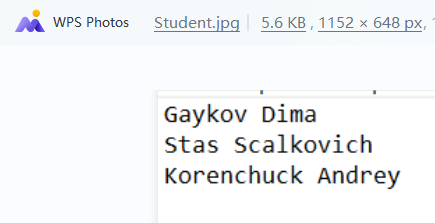 WPS Photos Student.jpg 5.6 KB , 1152 × 648 px,
Gaykov Dima
Stas Scalkovich
Korenchuck Andrey